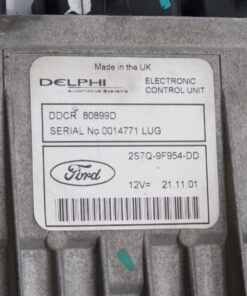 Made in the UK
DELPHI
Automotive Systems
ELECTRONIC
CONTROL UNIT
DDCR 80899D
SERIAL No 0014771 LUG
Ford
2S7Q-9F954-DD
12V= 21.11.01